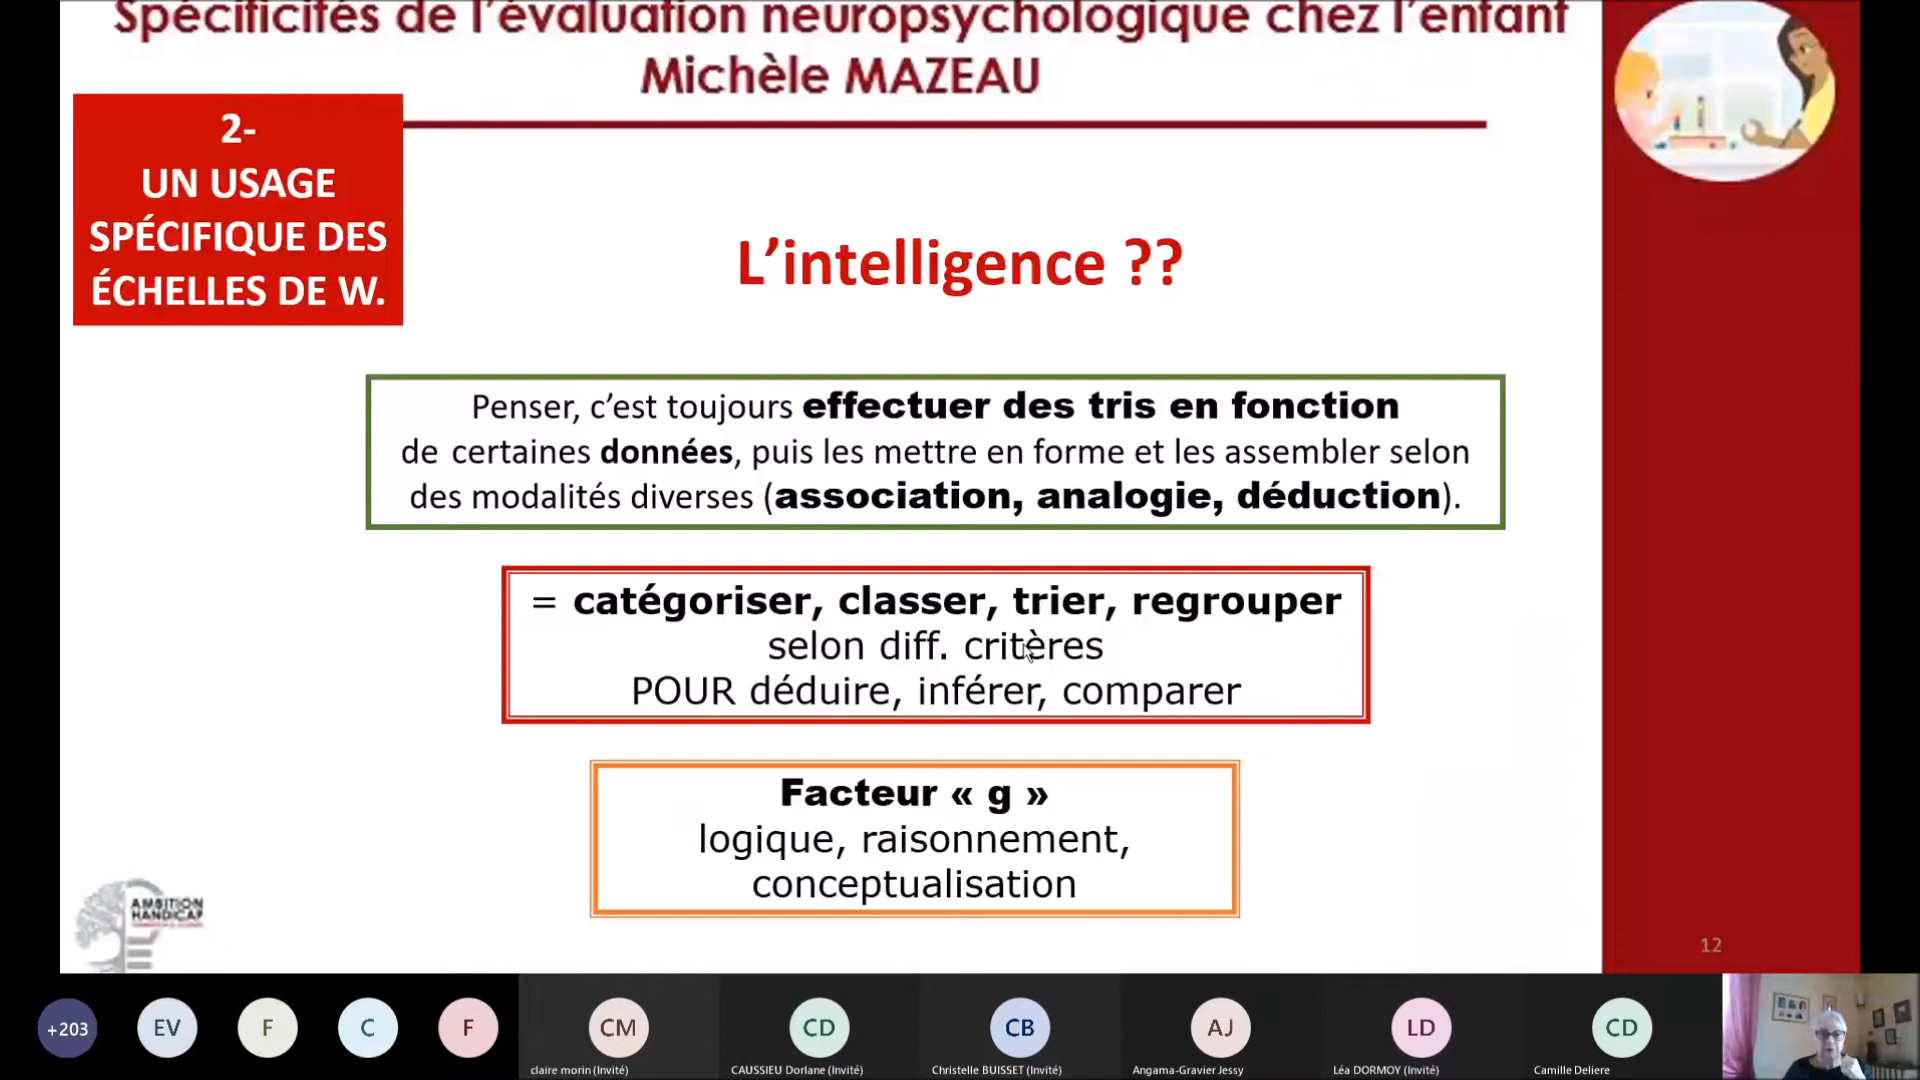 Spécificités de l'évaluation neuropsychologique chez l'enfant
Michèle MAZEAU
2-
UN USAGE
SPÉCIFIQUE DES
ÉCHELLES DE W.
L'intelligence ??
Penser, c'est toujours effectuer des tris en fonction
de certaines données, puis les mettre en forme et les assembler selon
des modalités diverses (association, analogie, déduction).
= catégoriser, classer, trier, regrouper
selon diff. critères
POUR déduire, inférer, comparer
Facteur « g »
logique, raisonnement,
conceptualisation
AMBITION
HANDICAP
12
+203
EV
F
C
F
CM
CD
CB
AJ
LD
CD
claire morin (Invité)
CAUSSIEU Dorlane (Invité)
Christelle BUISSET (Invité)
Angama-Gravier Jessy
Léa DORMOY (Invité)
Camille Deliere